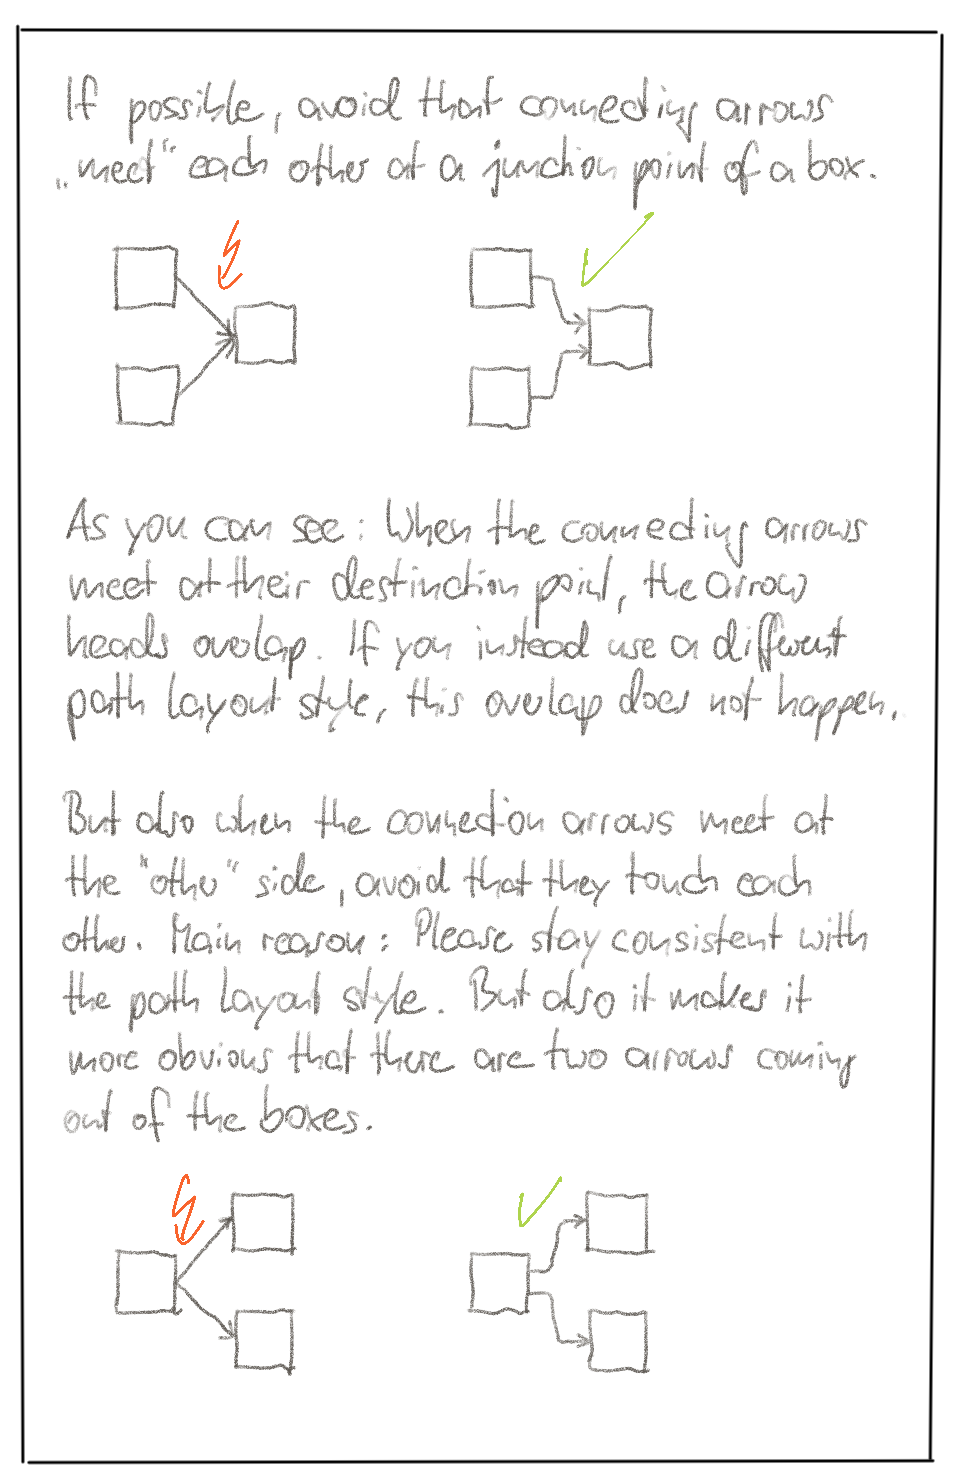 If possible, avoid that connecting arrows
„meet“ each other at a junction point of a box.
As you can see: When the connecting arrows
meet at their destinction point, the arrow
heads overlap. If you instead use a different
path layout style, this overlap does not happen.
But also when the connection arrows meet at
the "other" side, avoid that they touch each
other. Main reason: Please stay consistent with
the path layout style. But also it makes it
more obvious that there are two arrows coming
out of the boxes.